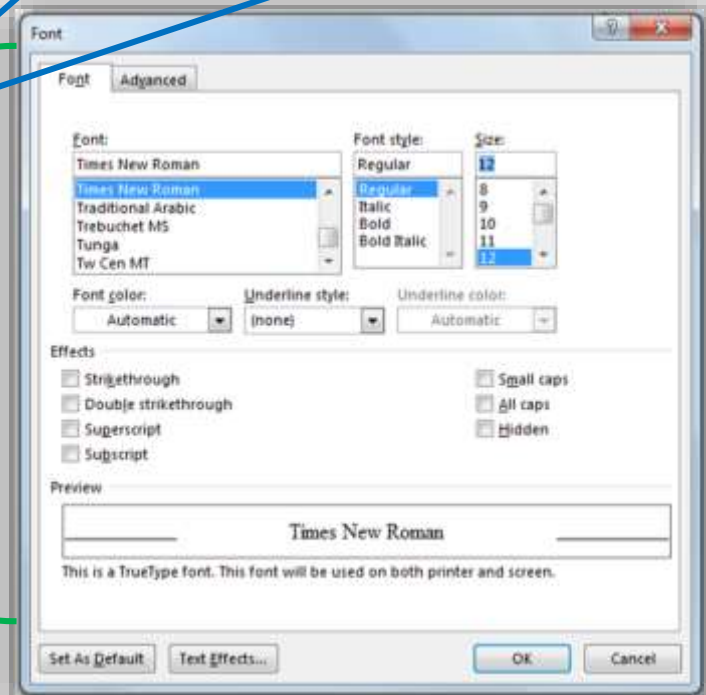 Font
Font Advanced
Font: Font style: Size:
Times New Roman Regular 12
Times New Roman Regular 8
Traditional Arabic Italic 9
Trebuchet MS Bold 10
Tunga Bold Italic 11
Tw Cen MT 12
Font color: Underline style: Underline color:
Automatic (none) Automatic
Effects
Strikethrough Small caps
Double strikethrough All caps
Superscript Hidden
Subscript
Preview
Times New Roman
This is a TrueType font. This font will be used on both printer and screen.
Set As Default Text Effects... OK Cancel